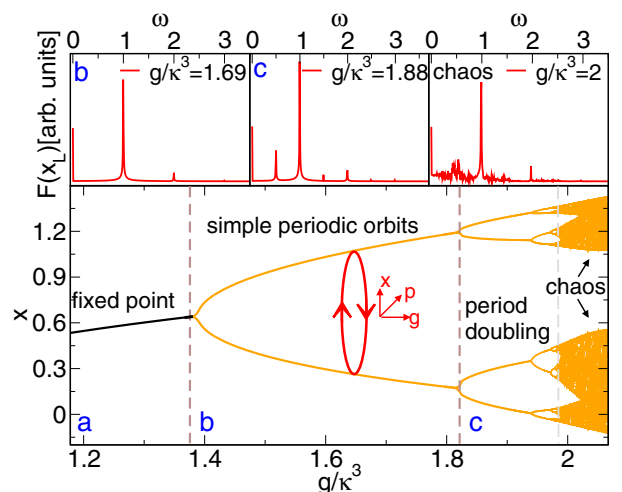 ω ω ω
0 1 2 3 0 1 2 3 0 1 2 3
b g/κ³=1.69 c g/κ³=1.88 chaos g/κ³=2
F(x_L)[arb. units]
simple periodic orbits
1.2
0.9
fixed point
x
p
g
chaos
x
0.6
period
doubling
0.3
0
a b c
1.2 1.4 1.6 1.8 2
g/κ³